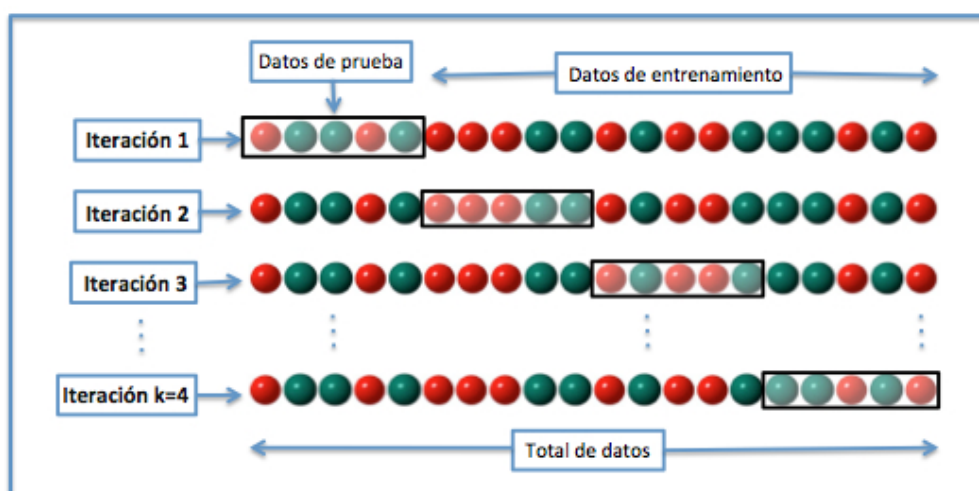 Datos de prueba
Datos de entrenamiento
Iteración 1
Iteración 2
Iteración 3
Iteración k=4
Total de datos